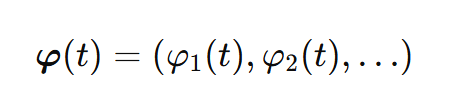 𝝋(t) = (φ₁(t), φ₂(t), …)